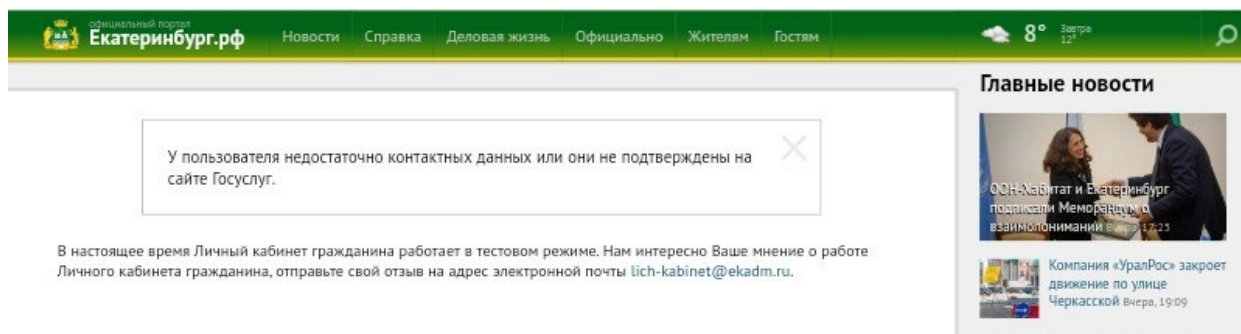 официальный портал
Екатеринбург.рф
Новости Справка Деловая жизнь Официально Жителям Гостям
8° Завтра
12°
Главные новости
У пользователя недостаточно контактных данных или они не подтверждены на
сайте Госуслуг.
ООН-Хабитат и Екатеринбург
подписали Меморандум о
взаимопонимании Вчера, 17:23
В настоящее время Личный кабинет гражданина работает в тестовом режиме. Нам интересно Ваше мнение о работе
Личного кабинета гражданина, отправьте свой отзыв на адрес электронной почты lich-kabinet@ekadm.ru.
Компания «УралРос» закроет
движение по улице
Черкасской Вчера, 19:09